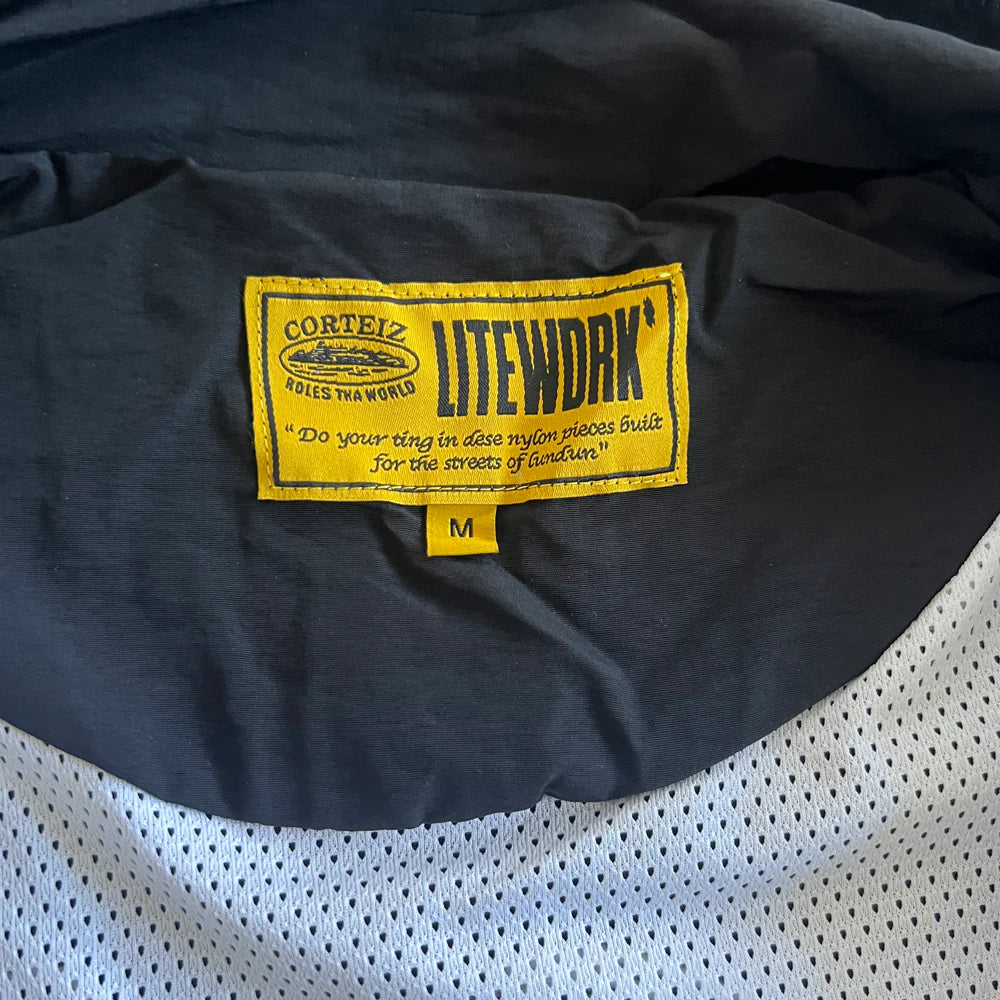 CORTEIZ
RULES THA WORLD
LITEWORK*
"Do your ting in dese nylon pieces built
for the streets of lundun"
M